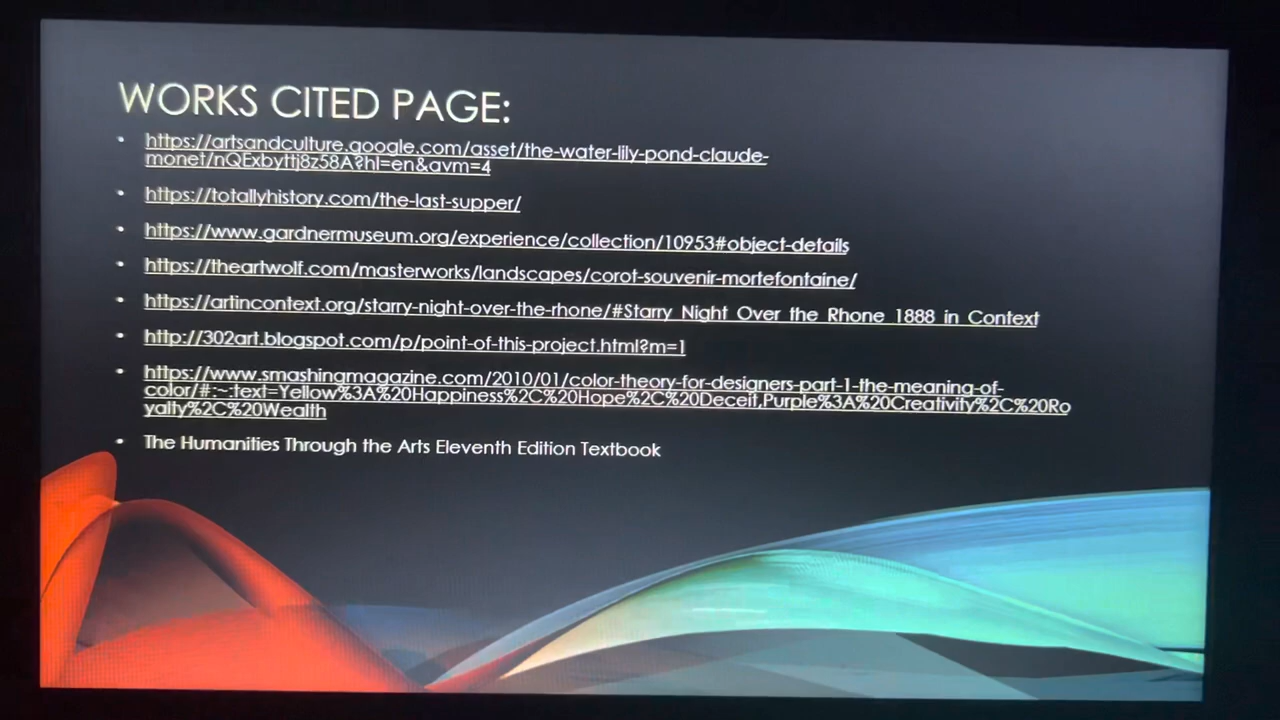 WORKS CITED PAGE:
• https://artsandculture.google.com/asset/the-water-lily-pond-claude-
monet/nQExbyttj8z58A?hl=en&avm=4
• https://totallyhistory.com/the-last-supper/
• https://www.gardnermuseum.org/experience/collection/10953#object-details
• https://theartwolf.com/masterworks/landscapes/corot-souvenir-mortefontaine/
• https://artincontext.org/starry-night-over-the-rhone/#Starry_Night_Over_the_Rhone_1888_in_Context
• http://302art.blogspot.com/p/point-of-this-project.html?m=1
• https://www.smashingmagazine.com/2010/01/color-theory-for-designers-part-1-the-meaning-of-
color/#:~:text=Yellow%3A%20Happiness%2C%20Hope%2C%20Deceit,Purple%3A%20Creativity%2C%20Ro
yalty%2C%20Wealth
• The Humanities Through the Arts Eleventh Edition Textbook